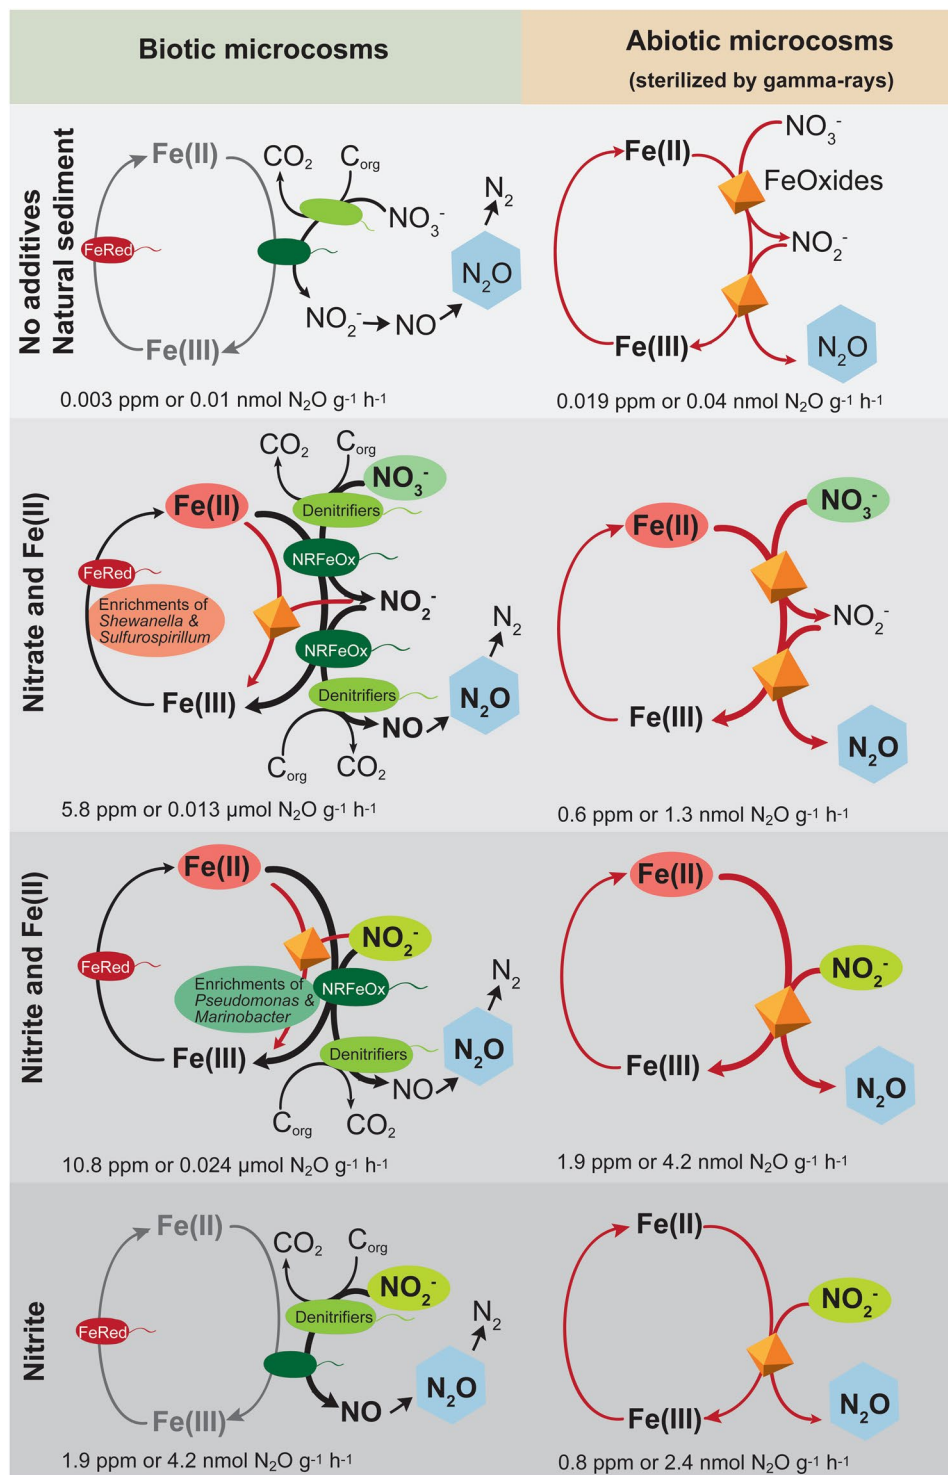 Biotic microcosms
Abiotic microcosms
(sterilized by gamma-rays)
No additives
Natural sediment
Fe(II)
CO₂
Cₒᵣg
NO₃⁻
FeRed
N₂
N₂O
NO₂⁻
NO
Fe(III)
0.003 ppm or 0.01 nmol N₂O g⁻¹ h⁻¹
Fe(II)
NO₃⁻
FeOxides
NO₂⁻
Fe(III)
N₂O
0.019 ppm or 0.04 nmol N₂O g⁻¹ h⁻¹
Nitrate and Fe(II)
CO₂
Cₒᵣg
NO₃⁻
Fe(II)
Denitrifiers
NRFeOx
FeRed
Enrichments of
Shewanella &
Sulfurospirillum
NO₂⁻
N₂
NRFeOx
Denitrifiers
N₂O
Fe(III)
NO
Cₒᵣg
CO₂
5.8 ppm or 0.013 µmol N₂O g⁻¹ h⁻¹
NO₃⁻
Fe(II)
NO₂⁻
Fe(III)
N₂O
0.6 ppm or 1.3 nmol N₂O g⁻¹ h⁻¹
Nitrite and Fe(II)
Fe(II)
NO₂⁻
FeRed
Enrichments of
Pseudomonas &
Marinobacter
NRFeOx
N₂
Fe(III)
Denitrifiers
N₂O
NO
Cₒᵣg
CO₂
10.8 ppm or 0.024 µmol N₂O g⁻¹ h⁻¹
Fe(II)
NO₂⁻
Fe(III)
N₂O
1.9 ppm or 4.2 nmol N₂O g⁻¹ h⁻¹
Nitrite
Fe(II)
CO₂
Cₒᵣg
NO₂⁻
Denitrifiers
FeRed
N₂
N₂O
NO
Fe(III)
1.9 ppm or 4.2 nmol N₂O g⁻¹ h⁻¹
Fe(II)
NO₂⁻
Fe(III)
N₂O
0.8 ppm or 2.4 nmol N₂O g⁻¹ h⁻¹